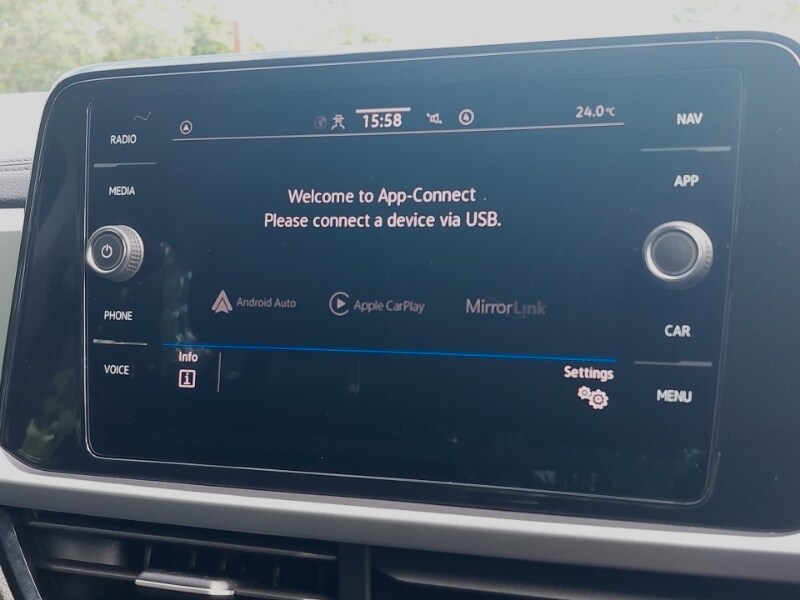 15:58
4
24.0°C
RADIO
MEDIA
PHONE
VOICE
Welcome to App-Connect
Please connect a device via USB.
Android Auto
Apple CarPlay
MirrorLink
Info
i
Settings
NAV
APP
CAR
MENU